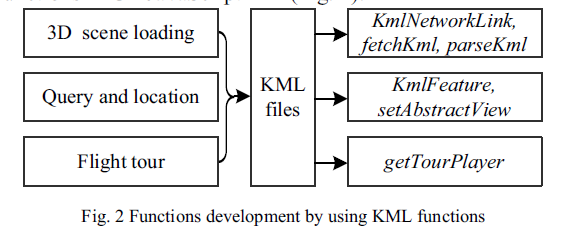 3D scene loading
Query and location
Flight tour
KML
files
KmlNetworkLink,
fetchKml, parseKml
KmlFeature,
setAbstractView
getTourPlayer
Fig. 2 Functions development by using KML functions